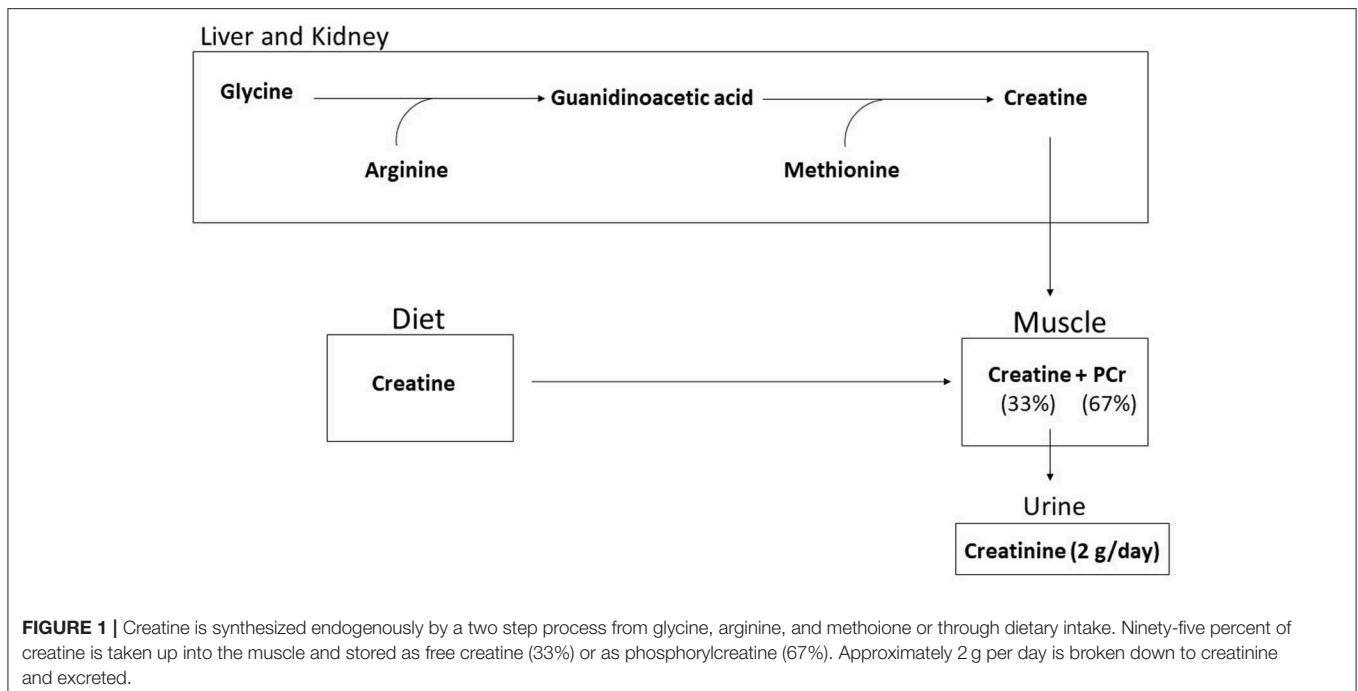 Liver and Kidney
Glycine
Guanidinoacetic acid
Creatine
Arginine
Methionine
Diet
Creatine
Muscle
Creatine + PCr
(33%) (67%)
Urine
Creatinine (2 g/day)
FIGURE 1 | Creatine is synthesized endogenously by a two step process from glycine, arginine, and methoione or through dietary intake. Ninety-five percent of
creatine is taken up into the muscle and stored as free creatine (33%) or as phosphorylcreatine (67%). Approximately 2 g per day is broken down to creatinine
and excreted.